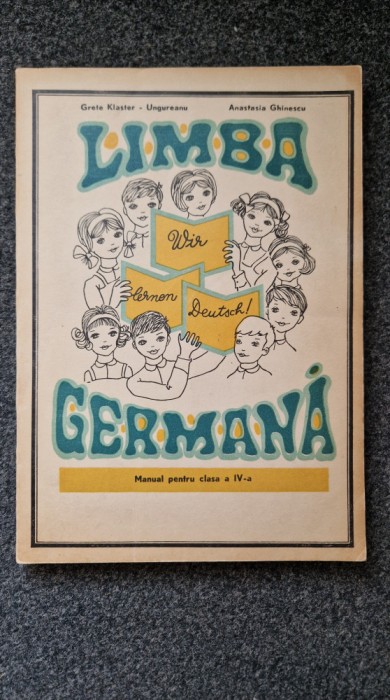 Grete Klaster - Ungureanu Anastasia Ghinescu
LIMBA
Wir
lernen
Deutsch!
GERMANĂ
Manual pentru clasa a IV-a